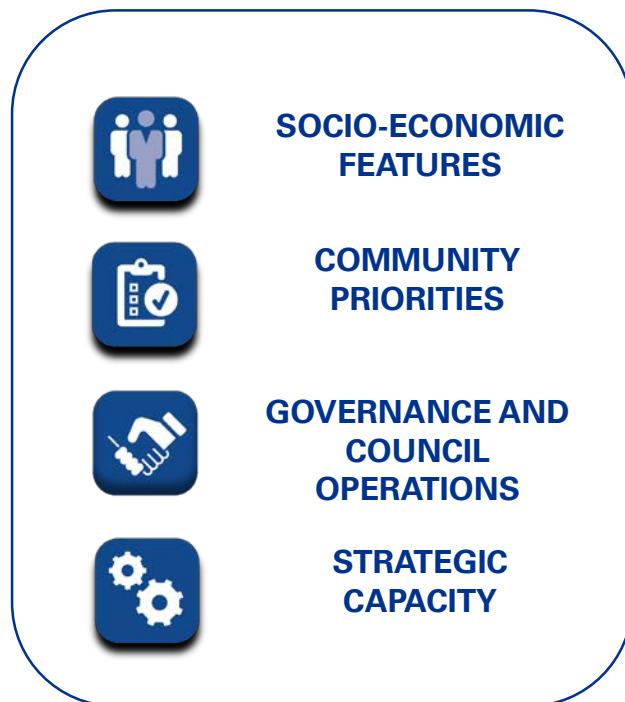 SOCIO-ECONOMIC
FEATURES
COMMUNITY
PRIORITIES
GOVERNANCE AND
COUNCIL
OPERATIONS
STRATEGIC
CAPACITY